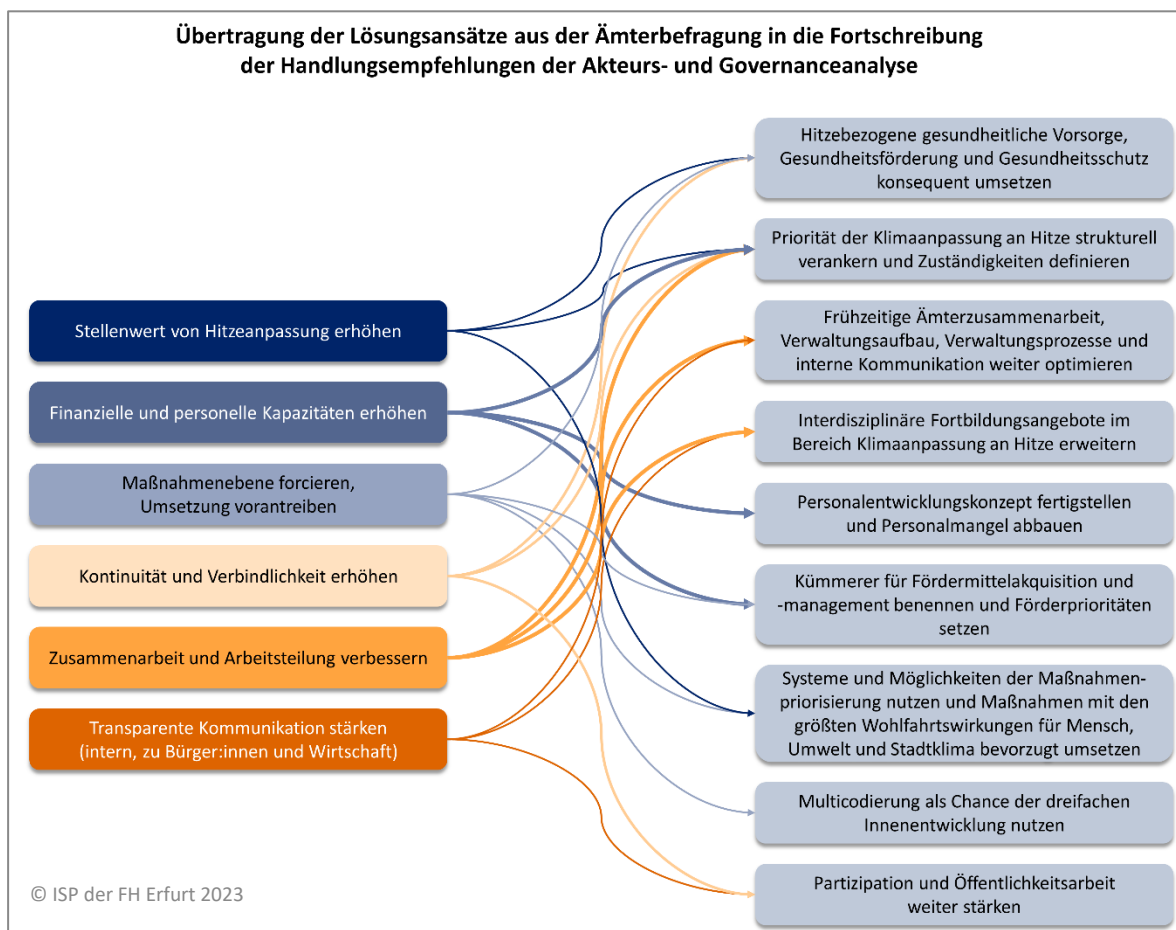 Übertragung der Lösungsansätze aus der Ämterbefragung in die Fortschreibung
der Handlungsempfehlungen der Akteurs- und Governanceanalyse
Stellenwert von Hitzeanpassung erhöhen
Finanzielle und personelle Kapazitäten erhöhen
Maßnahmenebene forcieren,
Umsetzung vorantreiben
Kontinuität und Verbindlichkeit erhöhen
Zusammenarbeit und Arbeitsteilung verbessern
Transparente Kommunikation stärken
(intern, zu Bürger:innen und Wirtschaft)
Hitzebezogene gesundheitliche Vorsorge,
Gesundheitsförderung und Gesundheitsschutz
konsequent umsetzen
Priorität der Klimaanpassung an Hitze strukturell
verankern und Zuständigkeiten definieren
Frühzeitige Ämterzusammenarbeit,
Verwaltungsaufbau, Verwaltungsprozesse und
interne Kommunikation weiter optimieren
Interdisziplinäre Fortbildungsangebote im
Bereich Klimaanpassung an Hitze erweitern
Personalentwicklungskonzept fertigstellen
und Personalmangel abbauen
Kümmerer für Fördermittelakquisition und
-management benennen und Förderprioritäten
setzen
Systeme und Möglichkeiten der Maßnahmen-
priorisierung nutzen und Maßnahmen mit den
größten Wohlfahrtswirkungen für Mensch,
Umwelt und Stadtklima bevorzugt umsetzen
Multicodierung als Chance der dreifachen
Innenentwicklung nutzen
Partizipation und Öffentlichkeitsarbeit
weiter stärken
© ISP der FH Erfurt 2023